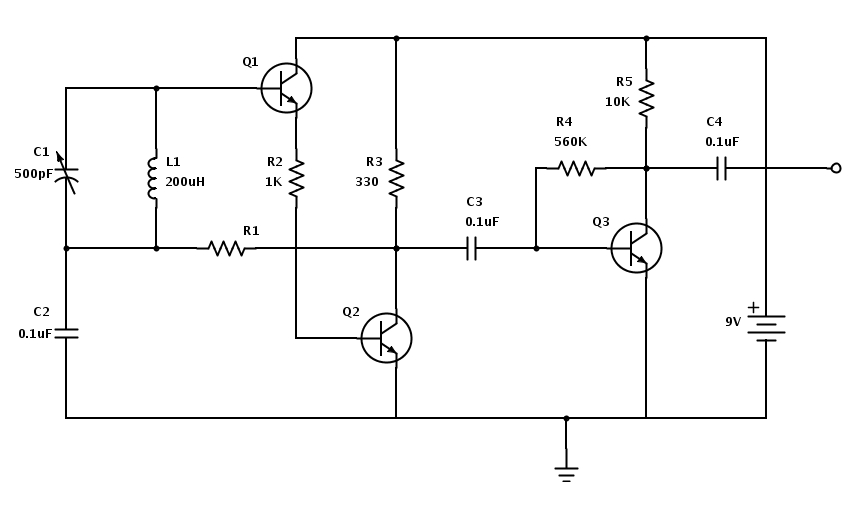 Q1
C1
500pF
L1
200uH
R2
1K
R3
330
R5
10K
R4
560K
C4
0.1uF
R1
C3
0.1uF
Q3
C2
0.1uF
Q2
9V
+